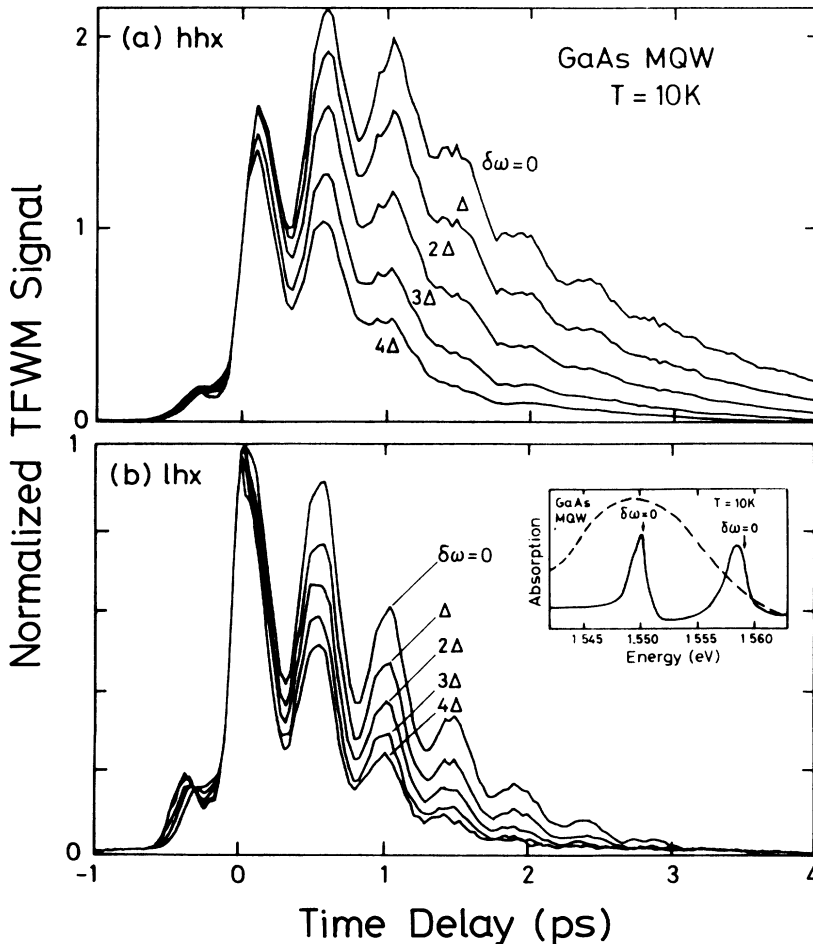 (a) hhx
GaAs MQW
T = 10K
δω=0
Δ
2Δ
3Δ
4Δ
2
1
0
Normalized TFWM Signal
(b) lhx
δω=0
Δ
2Δ
3Δ
4Δ
1
0
GaAs
MQW
T=10K
δω=0
δω=0
Absorption
1.545 1.550 1.555 1.560
Energy (eV)
-1 0 1 2 3 4
Time Delay (ps)